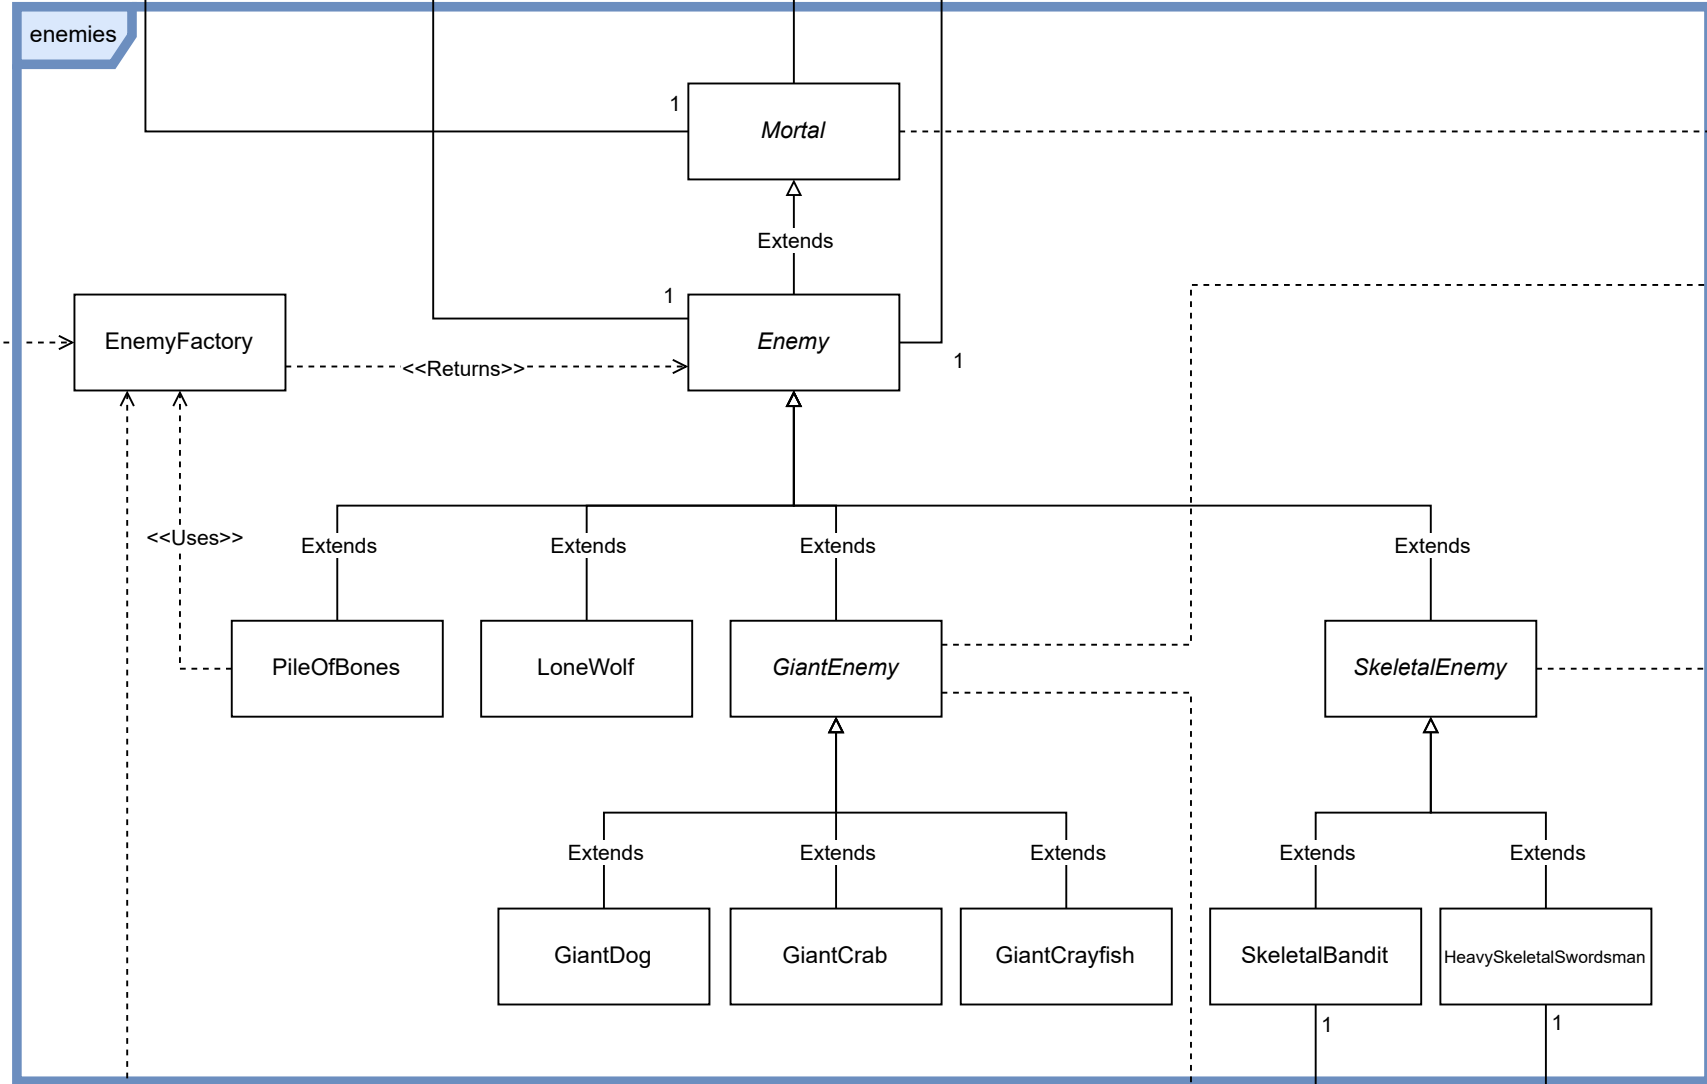 enemies
1
Mortal
Extends
1
EnemyFactory
Enemy
<<Returns>>
1
<<Uses>>
Extends
Extends
Extends
Extends
PileOfBones
LoneWolf
GiantEnemy
SkeletalEnemy
Extends
Extends
Extends
Extends
Extends
GiantDog
GiantCrab
GiantCrayfish
SkeletalBandit
HeavySkeletalSwordsman
1
1